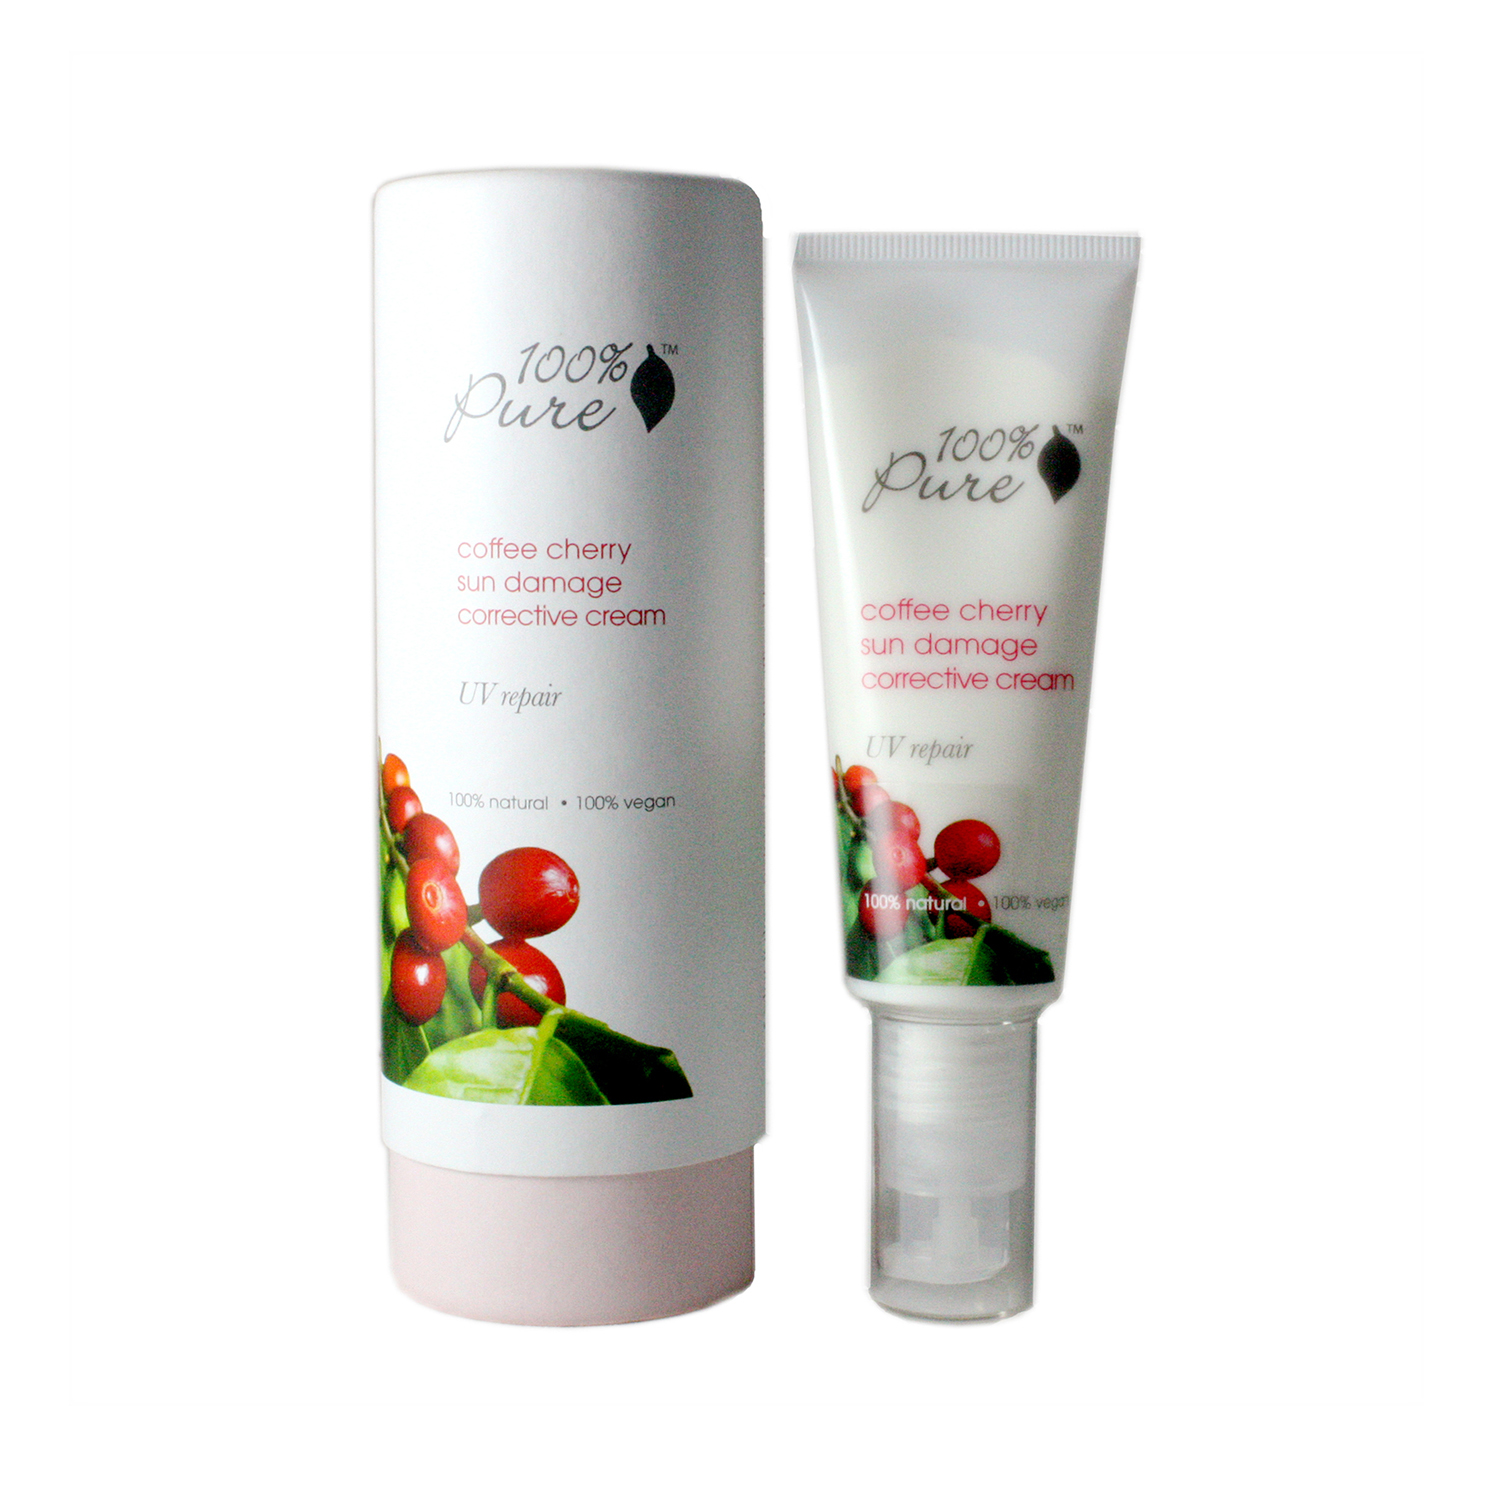 100%
Pure
TM
coffee cherry
sun damage
corrective cream
UV repair
100% natural • 100% vegan
100%
Pure
TM
coffee cherry
sun damage
corrective cream
UV repair
100% natural • 100% vegan